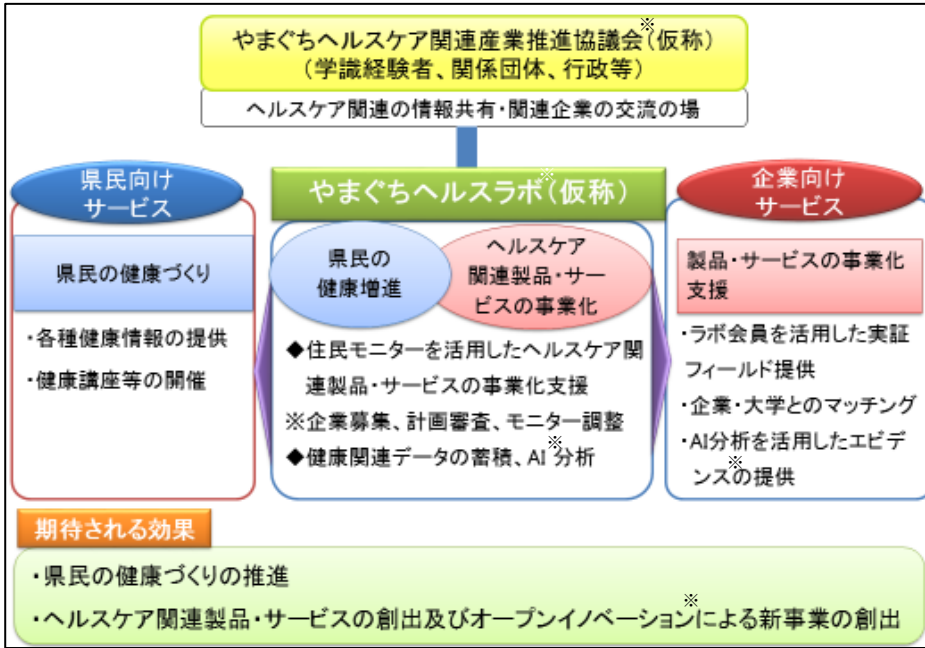 やまぐちヘルスケア関連産業推進協議会※(仮称)
(学識経験者、関係団体、行政等)
ヘルスケア関連の情報共有・関連企業の交流の場
県民向け
サービス
県民の健康づくり
・各種健康情報の提供
・健康講座等の開催
やまぐちヘルスラボ※(仮称)
県民の
健康増進
ヘルスケア
関連製品・サー
ビスの事業化
◆住民モニターを活用したヘルスケア関
連製品・サービスの事業化支援
※企業募集、計画審査、モニター調整
◆健康関連データの蓄積、AI※分析
企業向け
サービス
製品・サービスの事業化
支援
・ラボ会員を活用した実証
フィールド提供
・企業・大学とのマッチング
・AI分析を活用したエビデ
ンス※の提供
期待される効果
・県民の健康づくりの推進
・ヘルスケア関連製品・サービスの創出及びオープンイノベーション※による新事業の創出